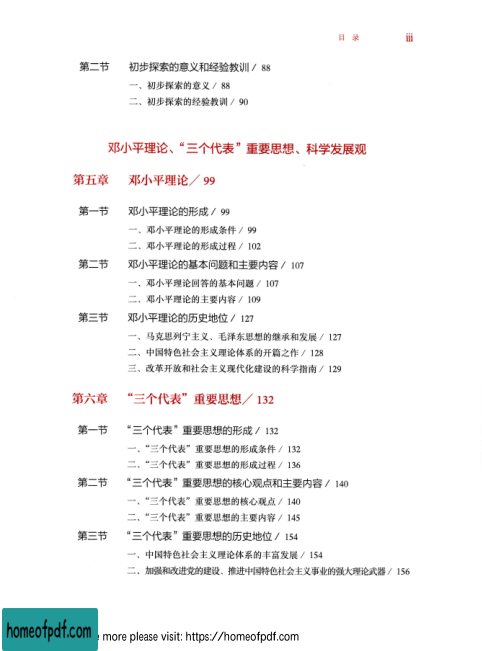 目 录 iii
第二节 初步探索的意义和经验教训 / 88
一、初步探索的意义 / 88
二、初步探索的经验教训 / 90
邓小平理论、“三个代表”重要思想、科学发展观
第五章 邓小平理论 / 99
第一节 邓小平理论的形成 / 99
一、邓小平理论的形成条件 / 99
二、邓小平理论的形成过程 / 102
第二节 邓小平理论的基本问题和主要内容 / 107
一、邓小平理论回答的基本问题 / 107
二、邓小平理论的主要内容 / 109
第三节 邓小平理论的历史地位 / 127
一、马克思列宁主义、毛泽东思想的继承和发展 / 127
二、中国特色社会主义理论体系的开篇之作 / 128
三、改革开放和社会主义现代化建设的科学指南 / 129
第六章 “三个代表”重要思想 / 132
第一节 “三个代表”重要思想的形成 / 132
一、“三个代表”重要思想的形成条件 / 132
二、“三个代表”重要思想的形成过程 / 136
第二节 “三个代表”重要思想的核心观点和主要内容 / 140
一、“三个代表”重要思想的核心观点 / 140
二、“三个代表”重要思想的主要内容 / 145
第三节 “三个代表”重要思想的历史地位 / 154
一、中国特色社会主义理论体系的丰富发展 / 154
二、加强和改进党的建设、推进中国特色社会主义事业的强大理论武器 / 156
homeofpdf.com
more please visit: https://homeofpdf.com